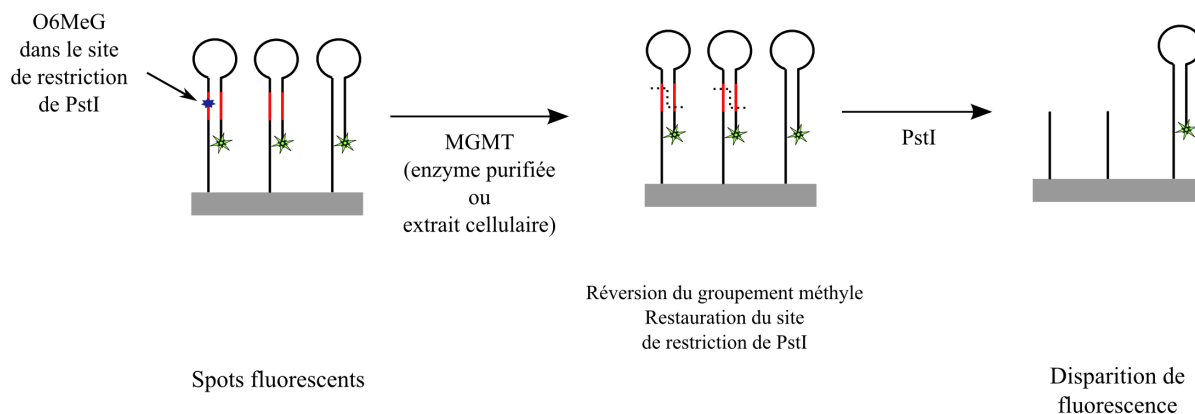 O6MeG
dans le site
de restriction
de PstI
MGMT
(enzyme purifiée
ou
extrait cellulaire)
PstI
Réversion du groupement méthyle
Restauration du site
de restriction de PstI
Spots fluorescents
Disparition de
fluorescence